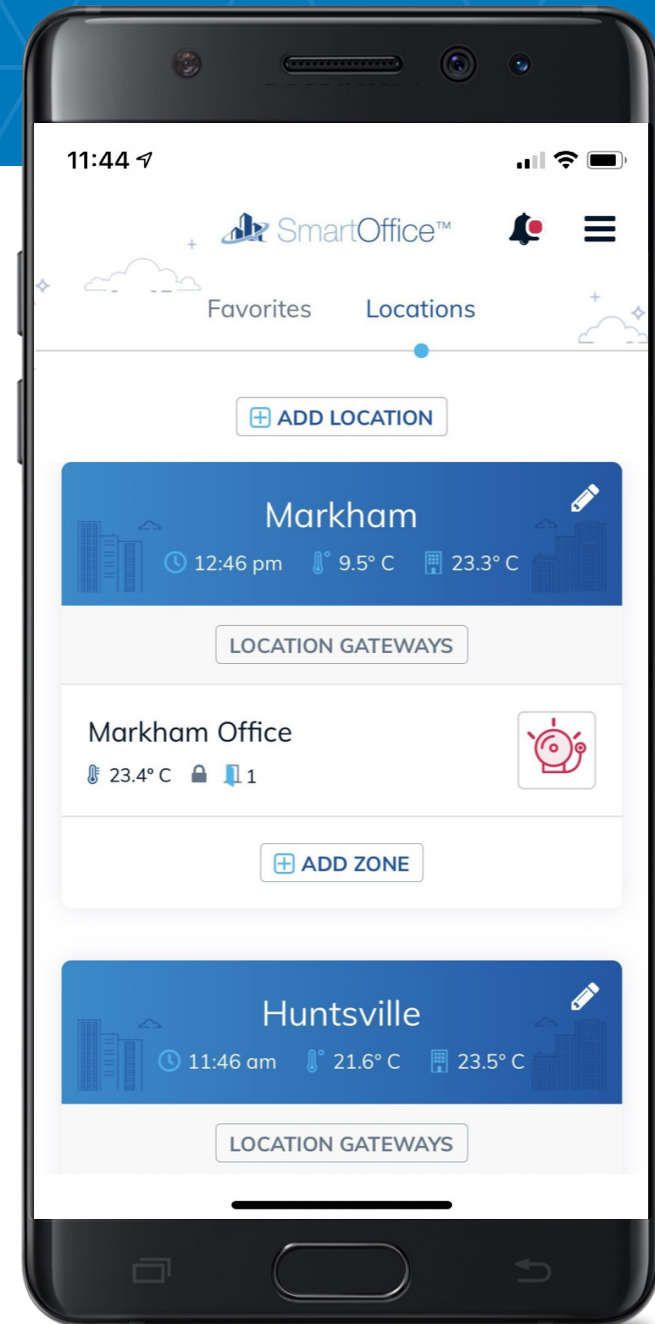 11:44
SmartOffice™
Favorites Locations
ADD LOCATION
Markham
12:46 pm 9.5° C 23.3° C
LOCATION GATEWAYS
Markham Office
23.4° C 1
ADD ZONE
Huntsville
11:46 am 21.6° C 23.5° C
LOCATION GATEWAYS